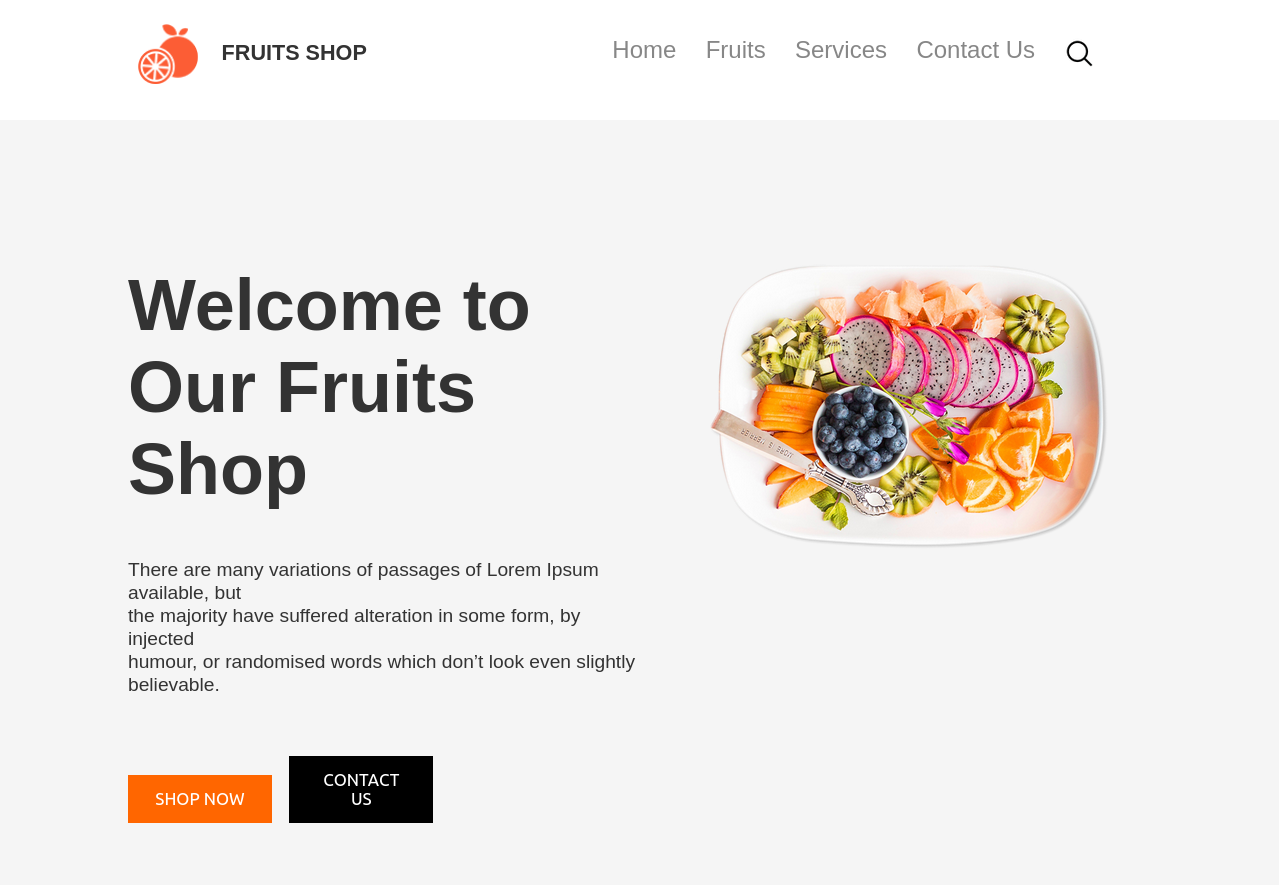 FRUITS SHOP
Home Fruits Services Contact Us
Welcome to
Our Fruits
Shop
There are many variations of passages of Lorem Ipsum
available, but
the majority have suffered alteration in some form, by
injected
humour, or randomised words which don’t look even slightly
believable.
SHOP NOW
CONTACT
US